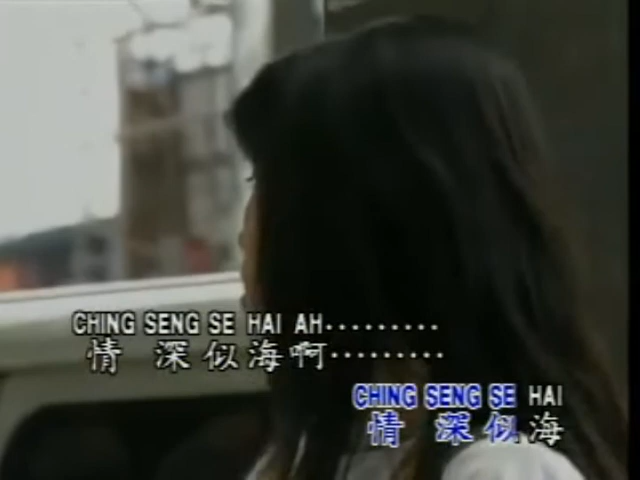 CHING SENG SE HAI AH.........
情 深 似 海 啊.........
CHING SENG SE HAI
情 深 似 海